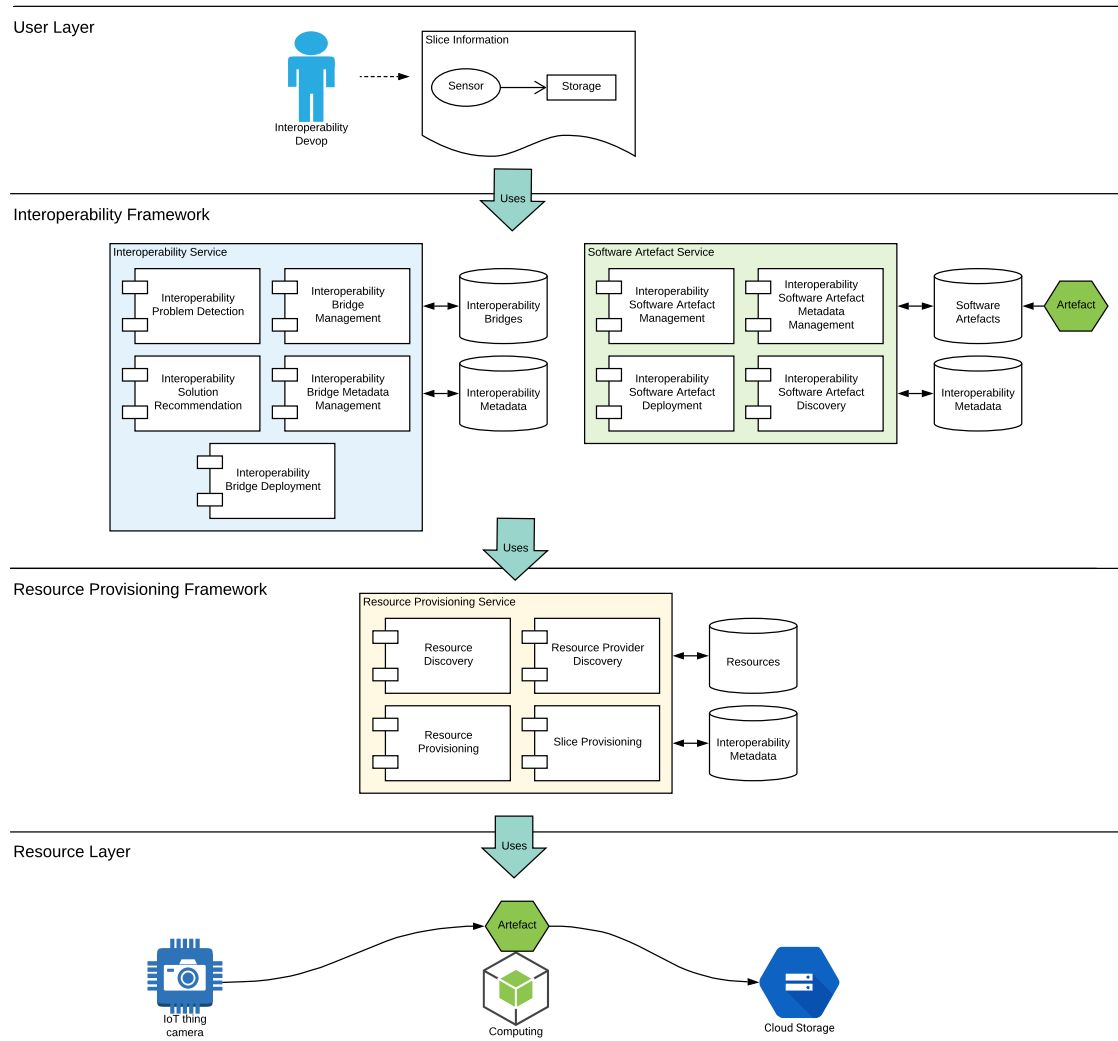 User Layer
Slice Information
Sensor
Storage
Interoperability
Devop
Uses
Interoperability Framework
Interoperability Service
Interoperability
Problem Detection
Interoperability
Bridge
Management
Interoperability
Bridges
Interoperability
Solution
Recommendation
Interoperability
Bridge Metadata
Management
Interoperability
Metadata
Interoperability
Bridge Deployment
Software Artefact Service
Interoperability
Software Artefact
Management
Interoperability
Software Artefact
Metadata
Management
Software
Artefacts
Artefact
Interoperability
Software Artefact
Deployment
Interoperability
Software Artefact
Discovery
Interoperability
Metadata
Uses
Resource Provisioning Framework
Resource Provisioning Service
Resource
Discovery
Resource Provider
Discovery
Resources
Resource
Provisioning
Slice Provisioning
Interoperability
Metadata
Uses
Resource Layer
Artefact
IoT thing
camera
Computing
Cloud Storage